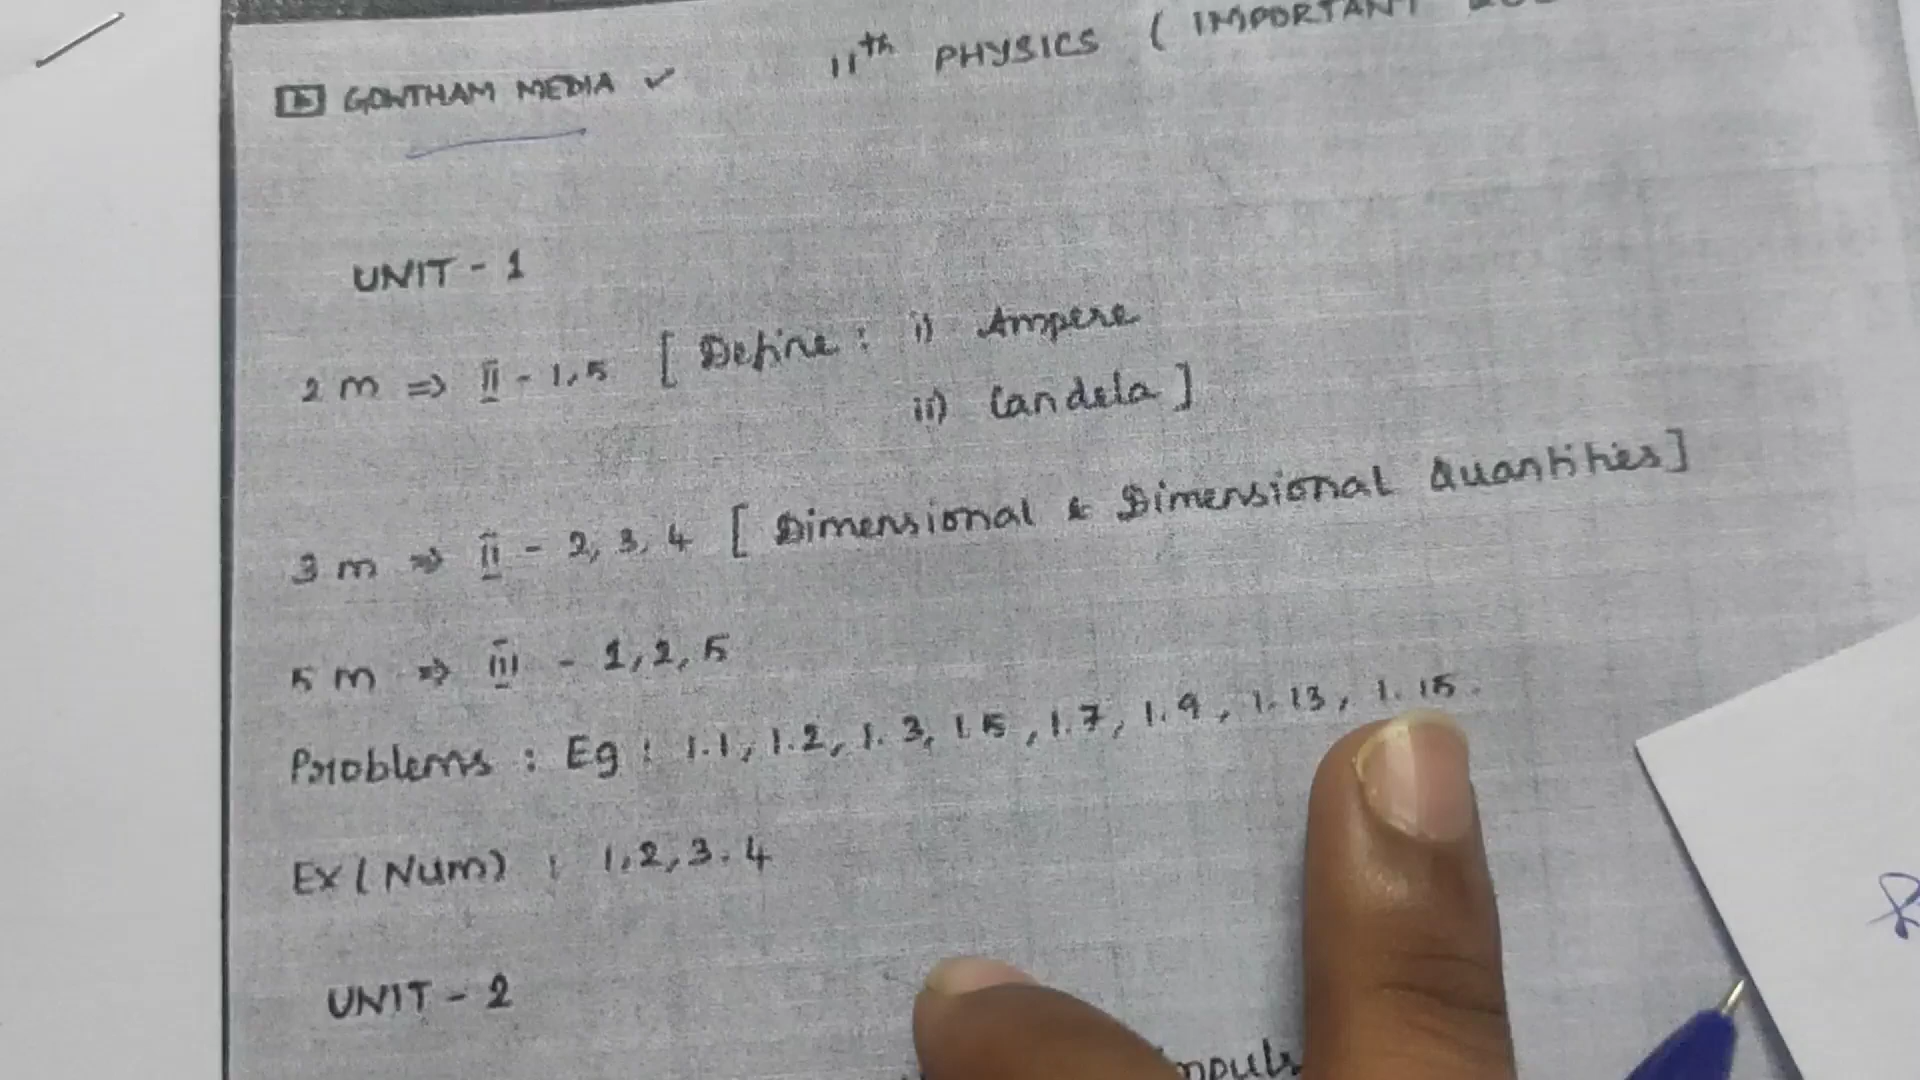 GOWTHAM MEDIA ✓
11th PHYSICS ( IMPORTANT
UNIT - 1
2 m => II - 1,5 [ Define : i) Ampere
ii) Candela ]
3 m => II - 2, 3, 4 [ Dimensional & Dimensional Quantities]
5 m => III - 1, 2, 5
Problems : Eg : 1.1, 1.2, 1.3, 1.5, 1.7, 1.9, 1.13, 1.15.
Ex (Num) : 1,2,3.4
UNIT - 2